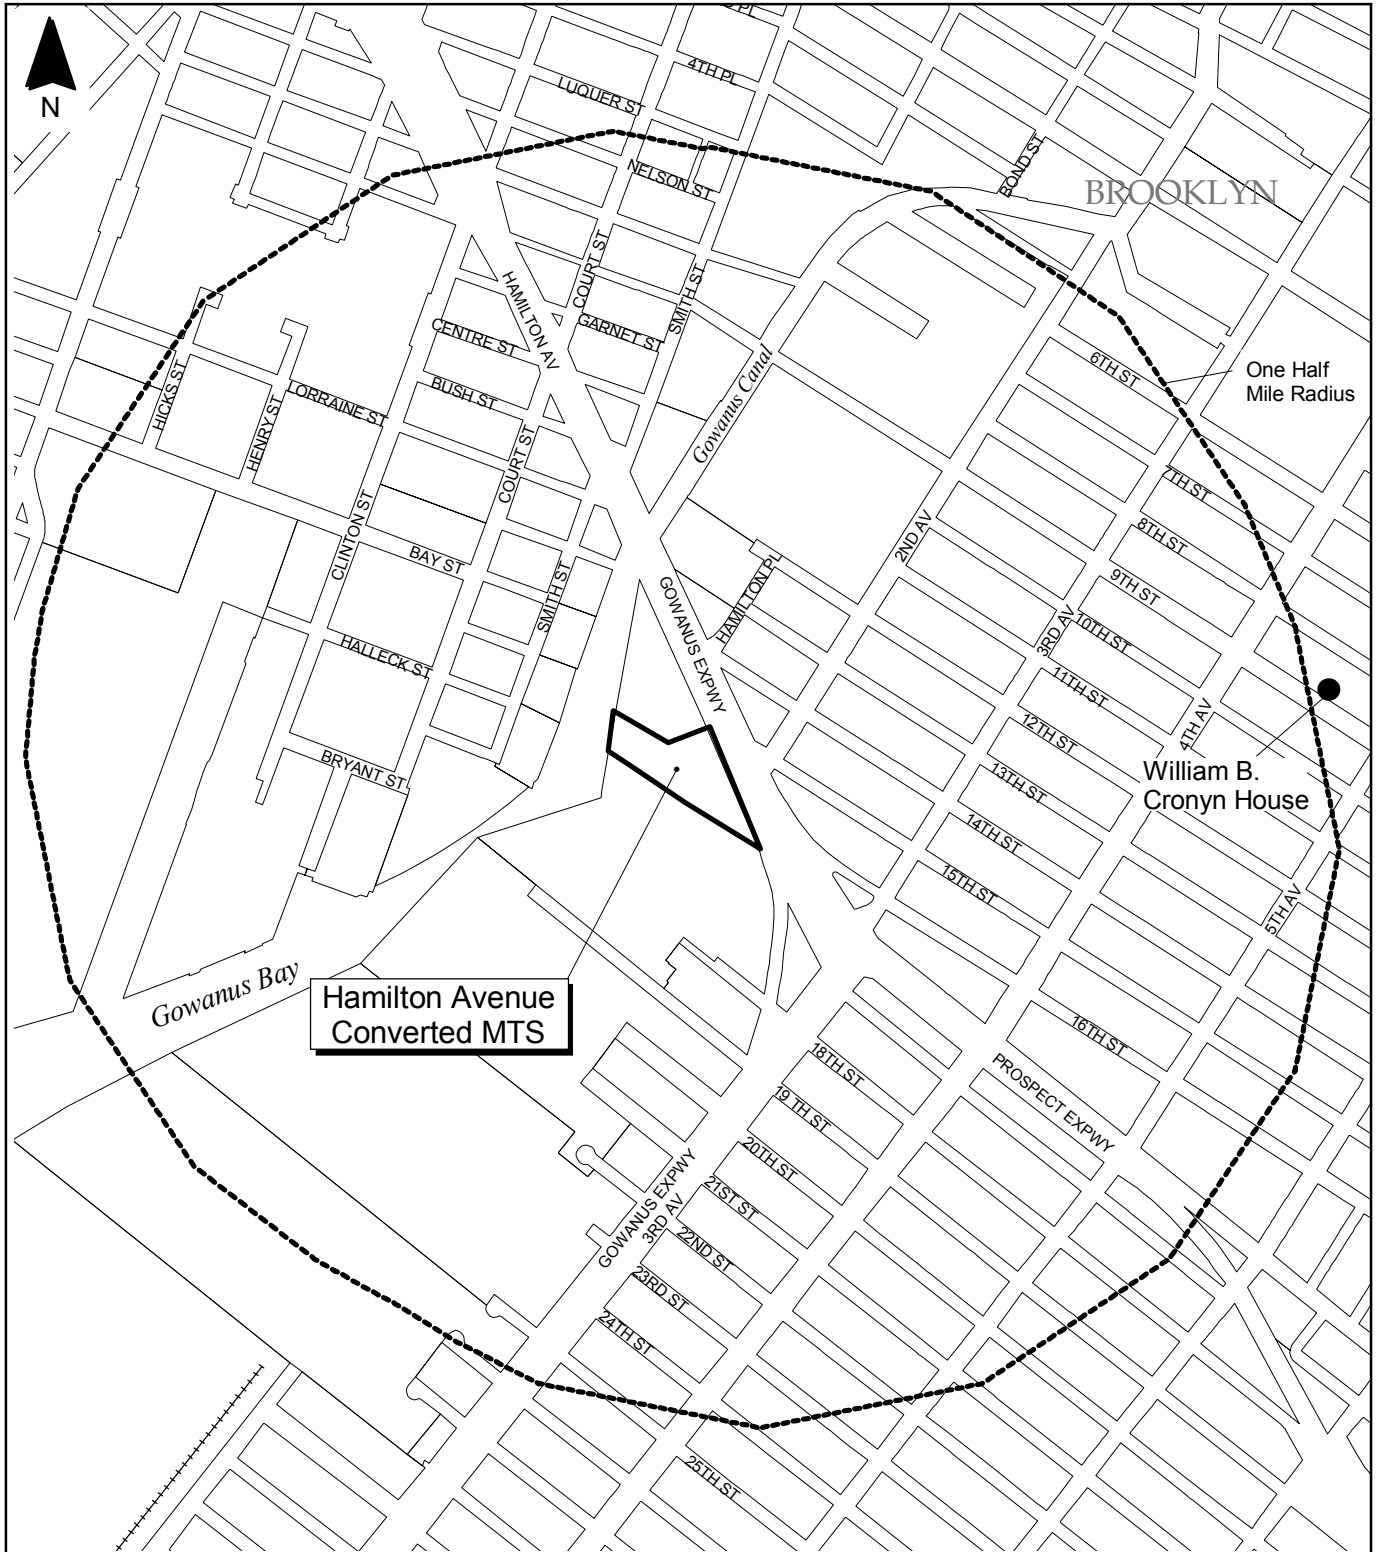 N
4TH PL
LUQUER ST
NELSON ST
BOND ST
BROOKLYN
COURT ST
HAMILTON AV
SMITH ST
GARNET ST
CENTRE ST
Gowanus Canal
6TH ST
One Half
Mile Radius
HICKS ST
HENRY ST
LORRAINE ST
BUSH ST
COURT ST
7TH ST
8TH ST
2ND AV
CLINTON ST
BAY ST
SMITH ST
GOWANUS EXPWY
HAMILTON PL
9TH ST
3RD AV
10TH ST
HALLECK ST
11TH ST
4TH AV
12TH ST
BRYANT ST
13TH ST
William B.
Cronyn House
14TH ST
15TH ST
5TH AV
Gowanus Bay
Hamilton Avenue
Converted MTS
16TH ST
PROSPECT EXPWY
18TH ST
19 TH ST
20TH ST
GOWANUS EXPWY
3RD AV
21ST ST
22ND ST
23RD ST
24TH ST
25TH ST